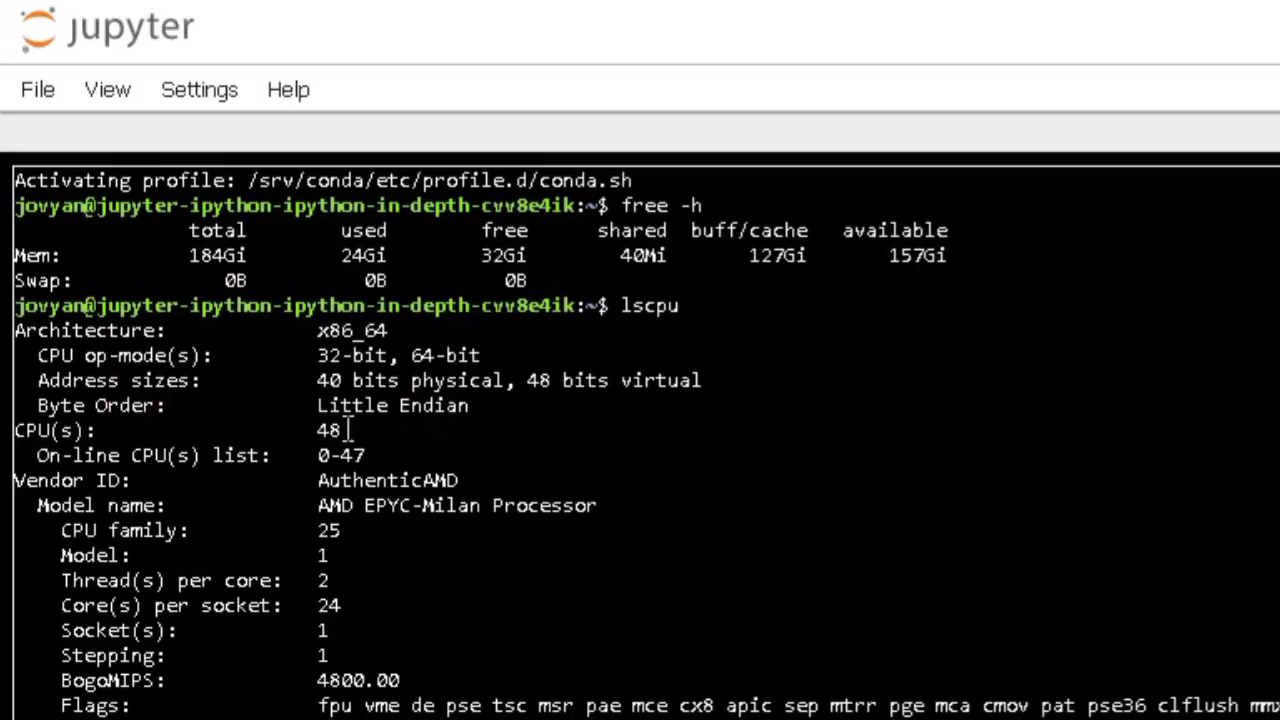 jupyter
File View Settings Help
Activating profile: /srv/conda/etc/profile.d/conda.sh
jovyan@jupyter-ipython-ipython-in-depth-cvv8e4ik:~$ free -h
total used free shared buff/cache available
Mem: 184Gi 24Gi 32Gi 40Mi 127Gi 157Gi
Swap: 0B 0B 0B
jovyan@jupyter-ipython-ipython-in-depth-cvv8e4ik:~$ lscpu
Architecture: x86_64
CPU op-mode(s): 32-bit, 64-bit
Address sizes: 40 bits physical, 48 bits virtual
Byte Order: Little Endian
CPU(s): 48
On-line CPU(s) list: 0-47
Vendor ID: AuthenticAMD
Model name: AMD EPYC-Milan Processor
CPU family: 25
Model: 1
Thread(s) per core: 2
Core(s) per socket: 24
Socket(s): 1
Stepping: 1
BogoMIPS: 4800.00
Flags: fpu vme de pse tsc msr pae mce cx8 apic sep mtrr pge mca cmov pat pse36 clflush